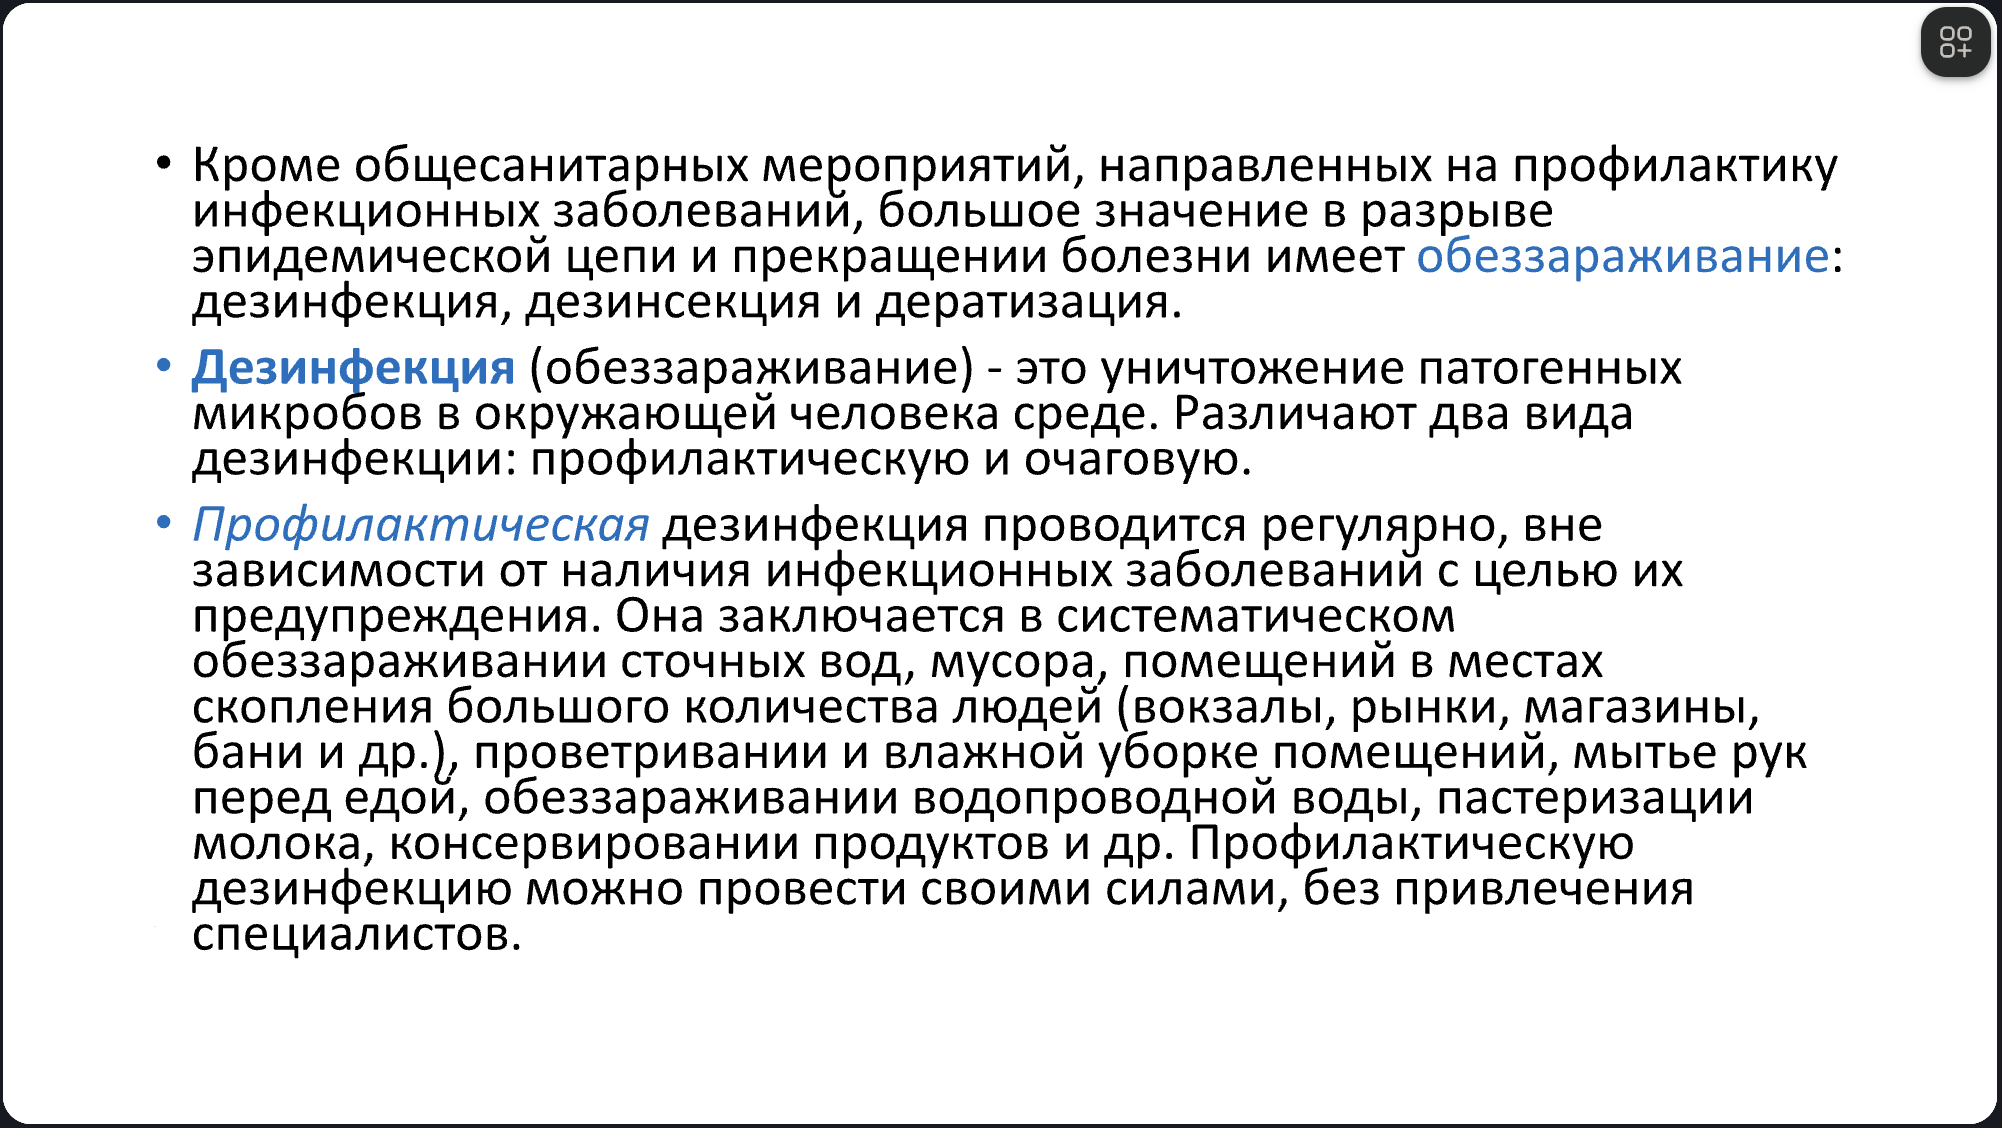 • Кроме общесанитарных мероприятий, направленных на профилактику
инфекционных заболеваний, большое значение в разрыве
эпидемической цепи и прекращении болезни имеет обеззараживание:
дезинфекция, дезинсекция и дератизация.
• Дезинфекция (обеззараживание) - это уничтожение патогенных
микробов в окружающей человека среде. Различают два вида
дезинфекции: профилактическую и очаговую.
• Профилактическая дезинфекция проводится регулярно, вне
зависимости от наличия инфекционных заболеваний с целью их
предупреждения. Она заключается в систематическом
обеззараживании сточных вод, мусора, помещений в местах
скопления большого количества людей (вокзалы, рынки, магазины,
бани и др.), проветривании и влажной уборке помещений, мытье рук
перед едой, обеззараживании водопроводной воды, пастеризации
молока, консервировании продуктов и др. Профилактическую
дезинфекцию можно провести своими силами, без привлечения
специалистов.